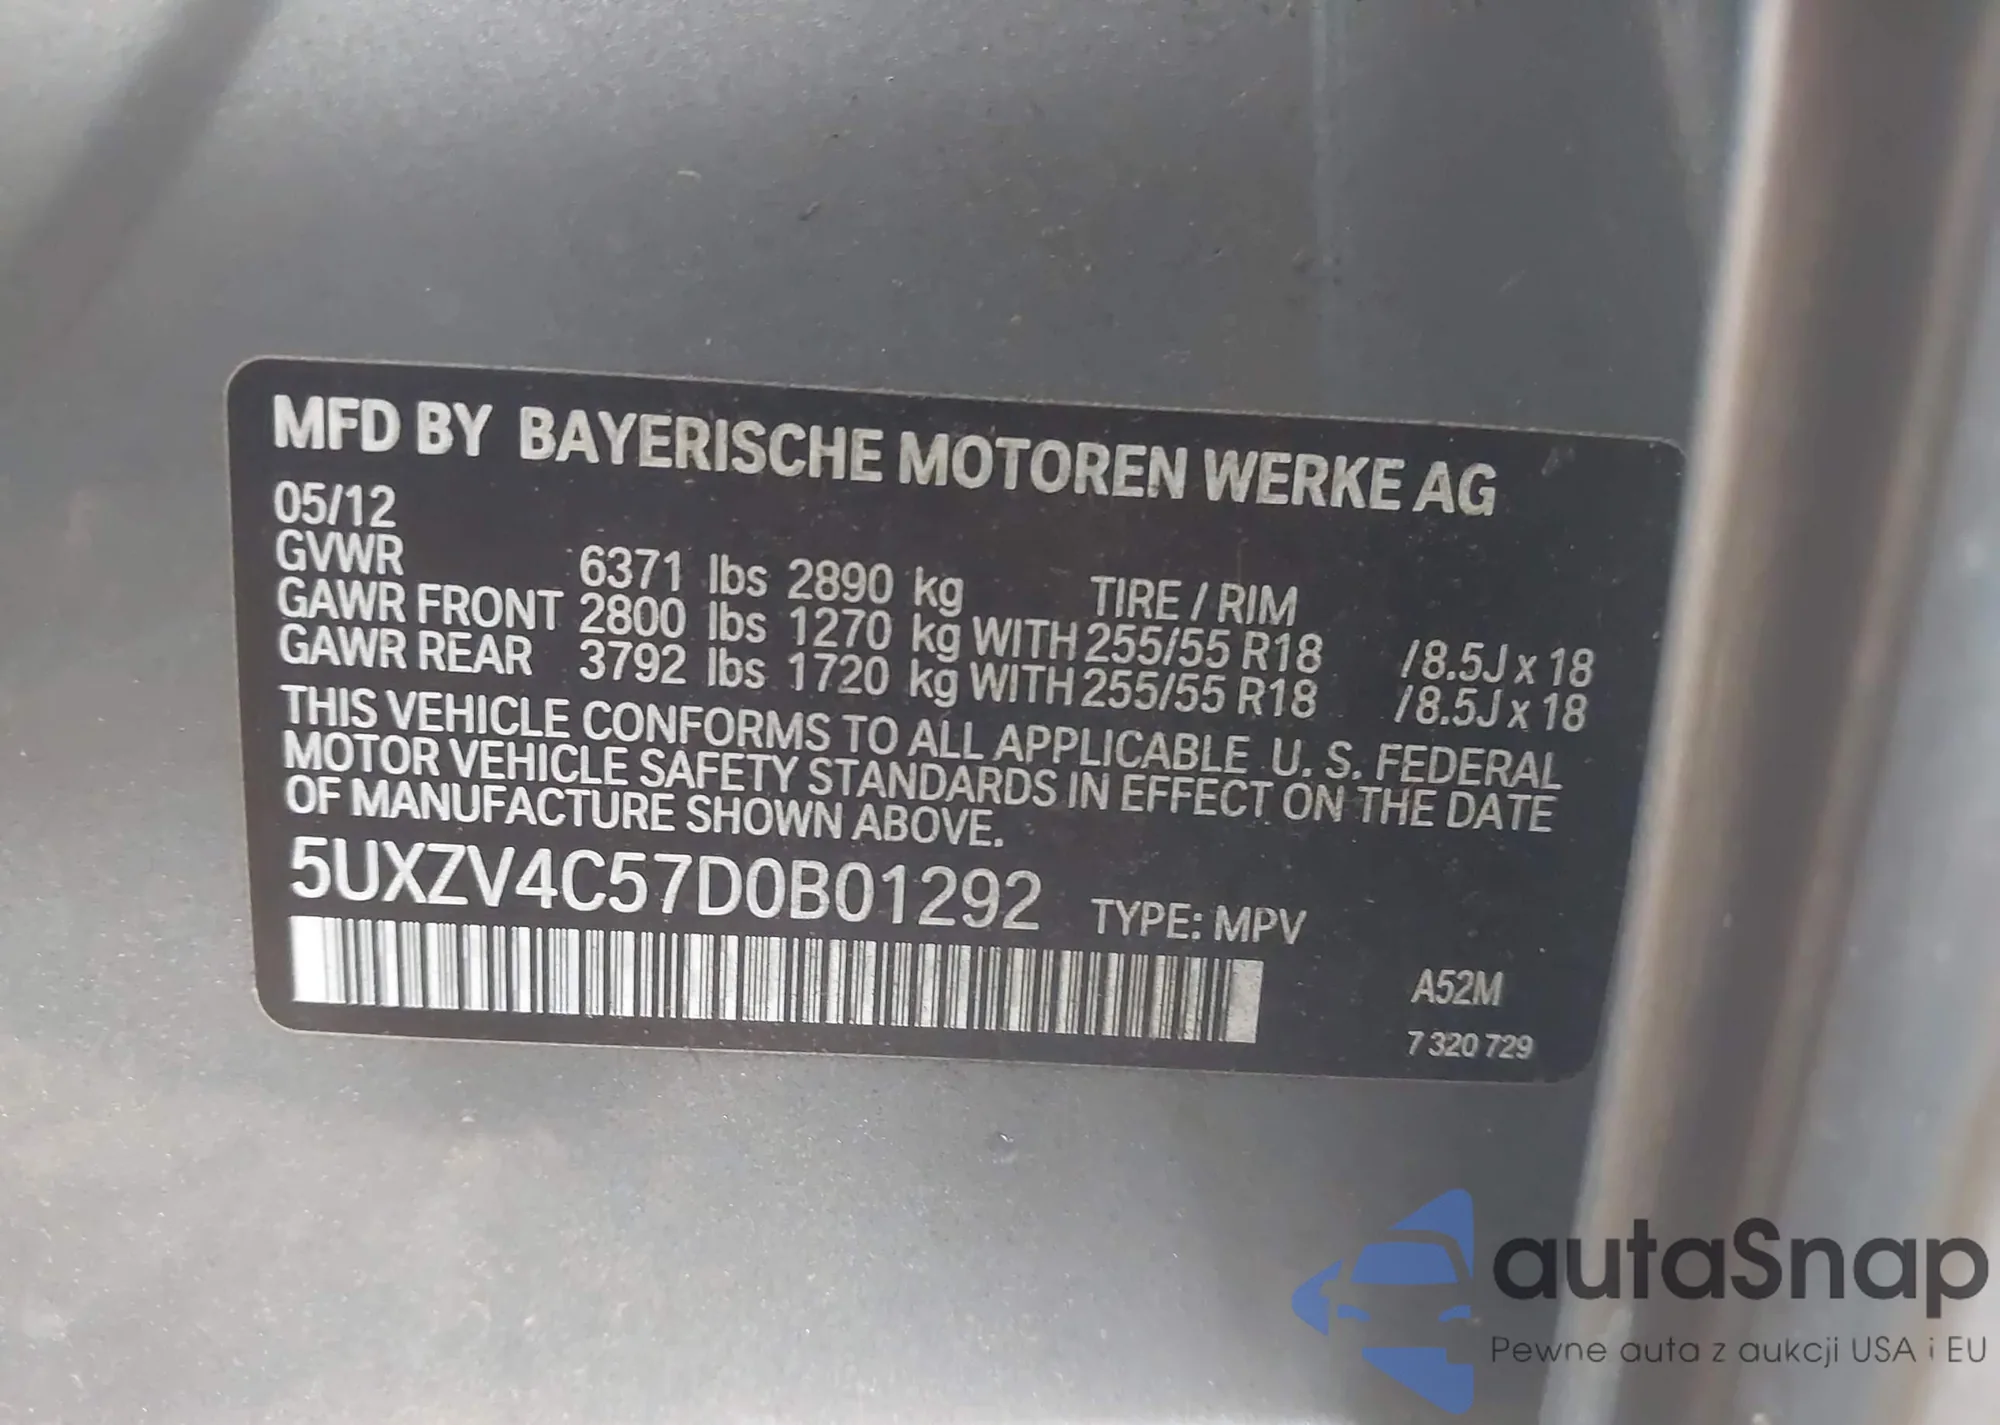 MFD BY BAYERISCHE MOTOREN WERKE AG
05/12
GVWR 6371 lbs 2890 kg TIRE / RIM
GAWR FRONT 2800 lbs 1270 kg WITH 255/55 R18 /8.5J x 18
GAWR REAR 3792 lbs 1720 kg WITH 255/55 R18 /8.5J x 18
THIS VEHICLE CONFORMS TO ALL APPLICABLE U. S. FEDERAL
MOTOR VEHICLE SAFETY STANDARDS IN EFFECT ON THE DATE
OF MANUFACTURE SHOWN ABOVE.
5UXZV4C57D0B01292 TYPE: MPV
A52M
7 320 729
autaSnap
Pewne auta z aukcji USA i EU